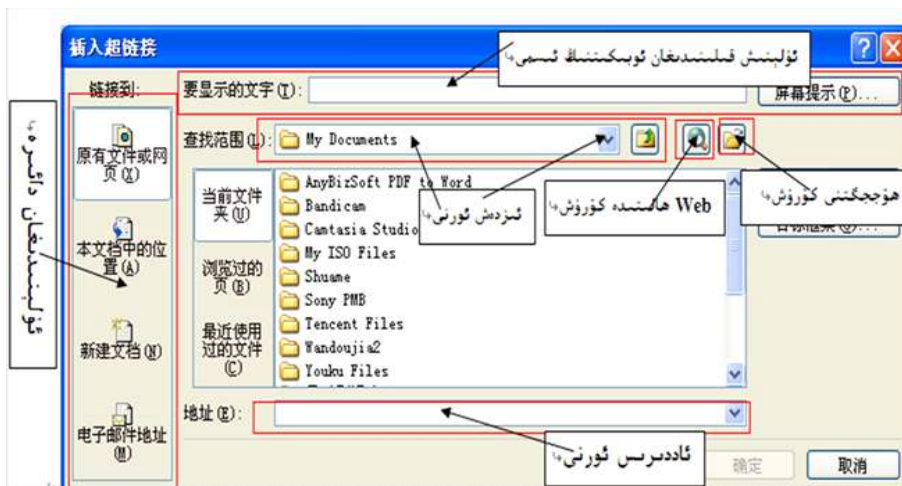 插入超链接
ئۇلىنىش قىلىنىدىغان ئوبىكىتنىڭ ئىسمى
链接到:
要显示的文字(T):
屏幕提示(P)...
原有文件或网页(X)
查找范围(L):
My Documents
ئىزدەش ئورنى
Web ھالىتىدە كۆرۈش
ھۆججەتنى كۆرۈش
当前文件夹(U)
AnyBizSoft PDF to Word
Bandicam
Camtasia Studio
My ISO Files
本文档中的位置(A)
浏览过的页(B)
Shuame
Sony PMB
Tencent Files
新建文档(N)
最近使用过的文件(C)
Wandoujia2
Youku Files
ئۇلىنىدىغان دائىرە
电子邮件地址(M)
地址(E):
ئاددىرىس ئورنى
确定
取消